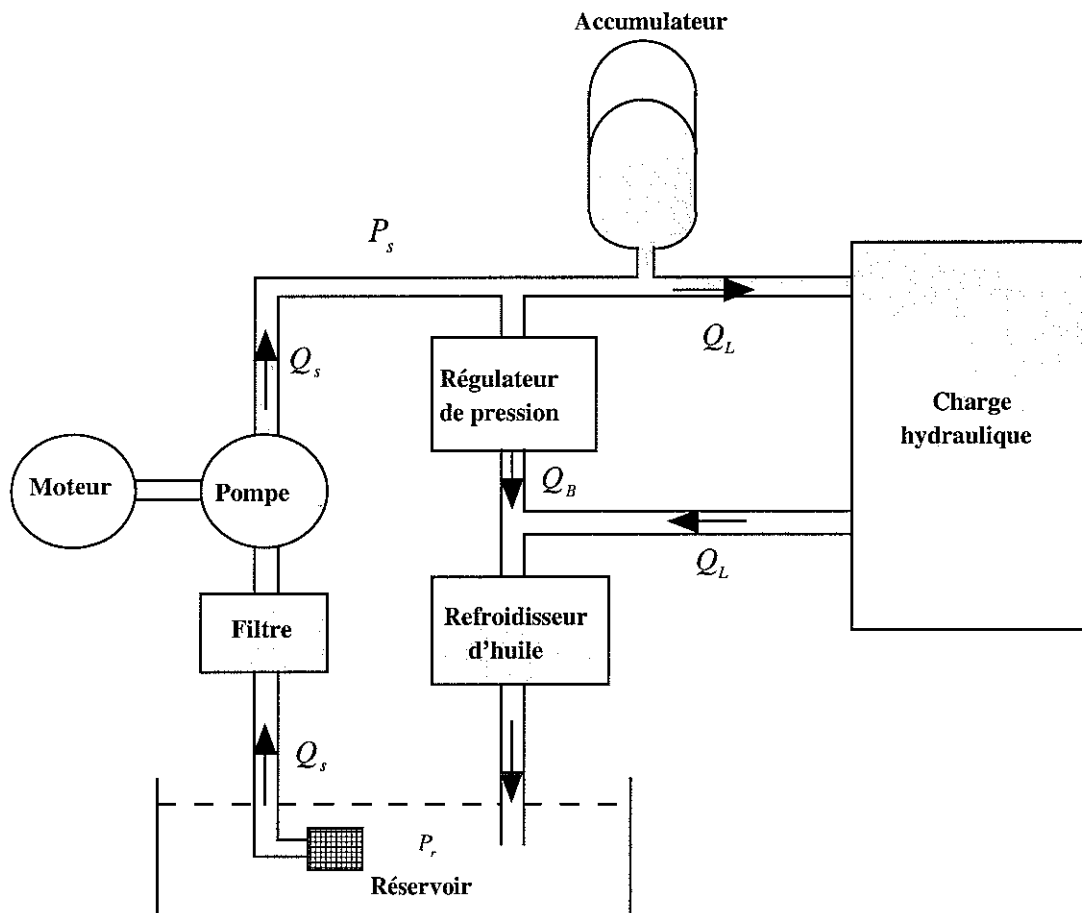 Accumulateur
P_s
Q_s
Q_L
Régulateur
de pression
Charge
hydraulique
Moteur
Pompe
Q_B
Q_L
Filtre
Refroidisseur
d'huile
Q_s
P_r
Réservoir